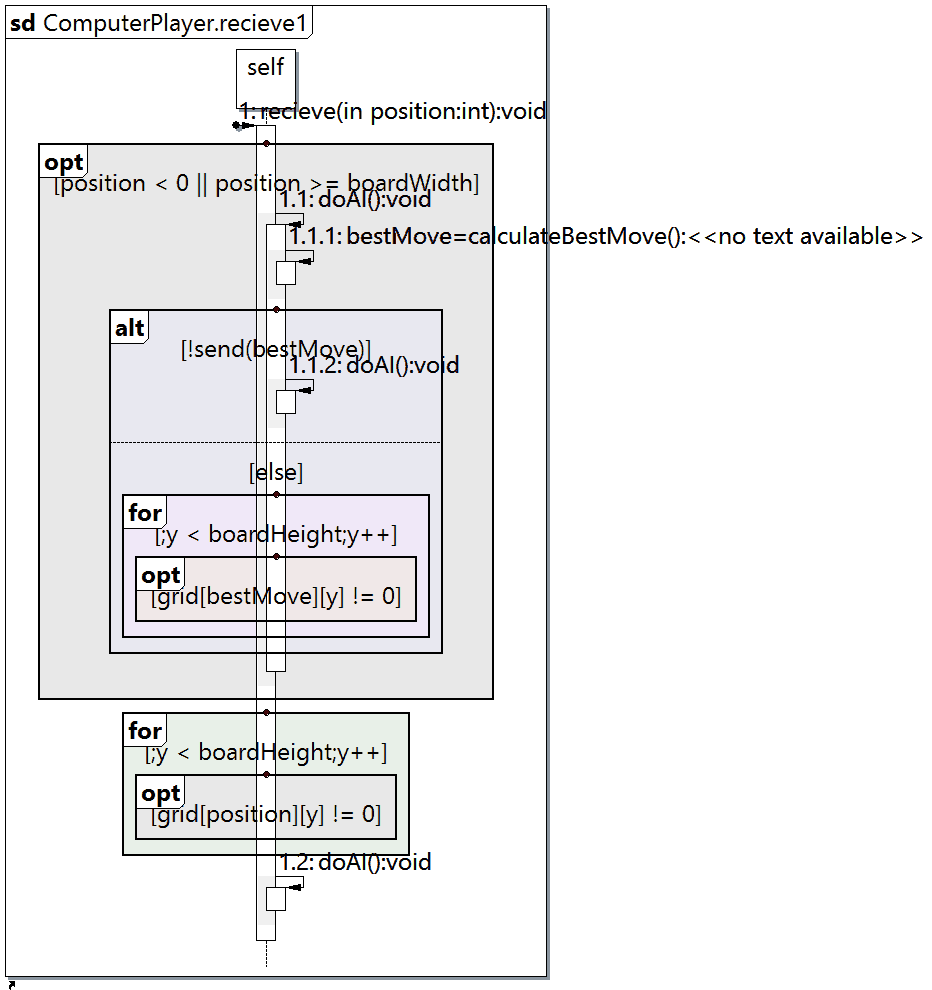 sd ComputerPlayer.recieve1
self
1: recieve(in position:int):void
opt
[position < 0 || position >= boardWidth]
1.1: doAI():void
1.1.1: bestMove=calculateBestMove():<<no text available>>
alt
[!send(bestMove)]
1.1.2: doAI():void
[else]
for
[;y < boardHeight;y++]
opt
[grid[bestMove][y] != 0]
for
[;y < boardHeight;y++]
opt
[grid[position][y] != 0]
1.2: doAI():void